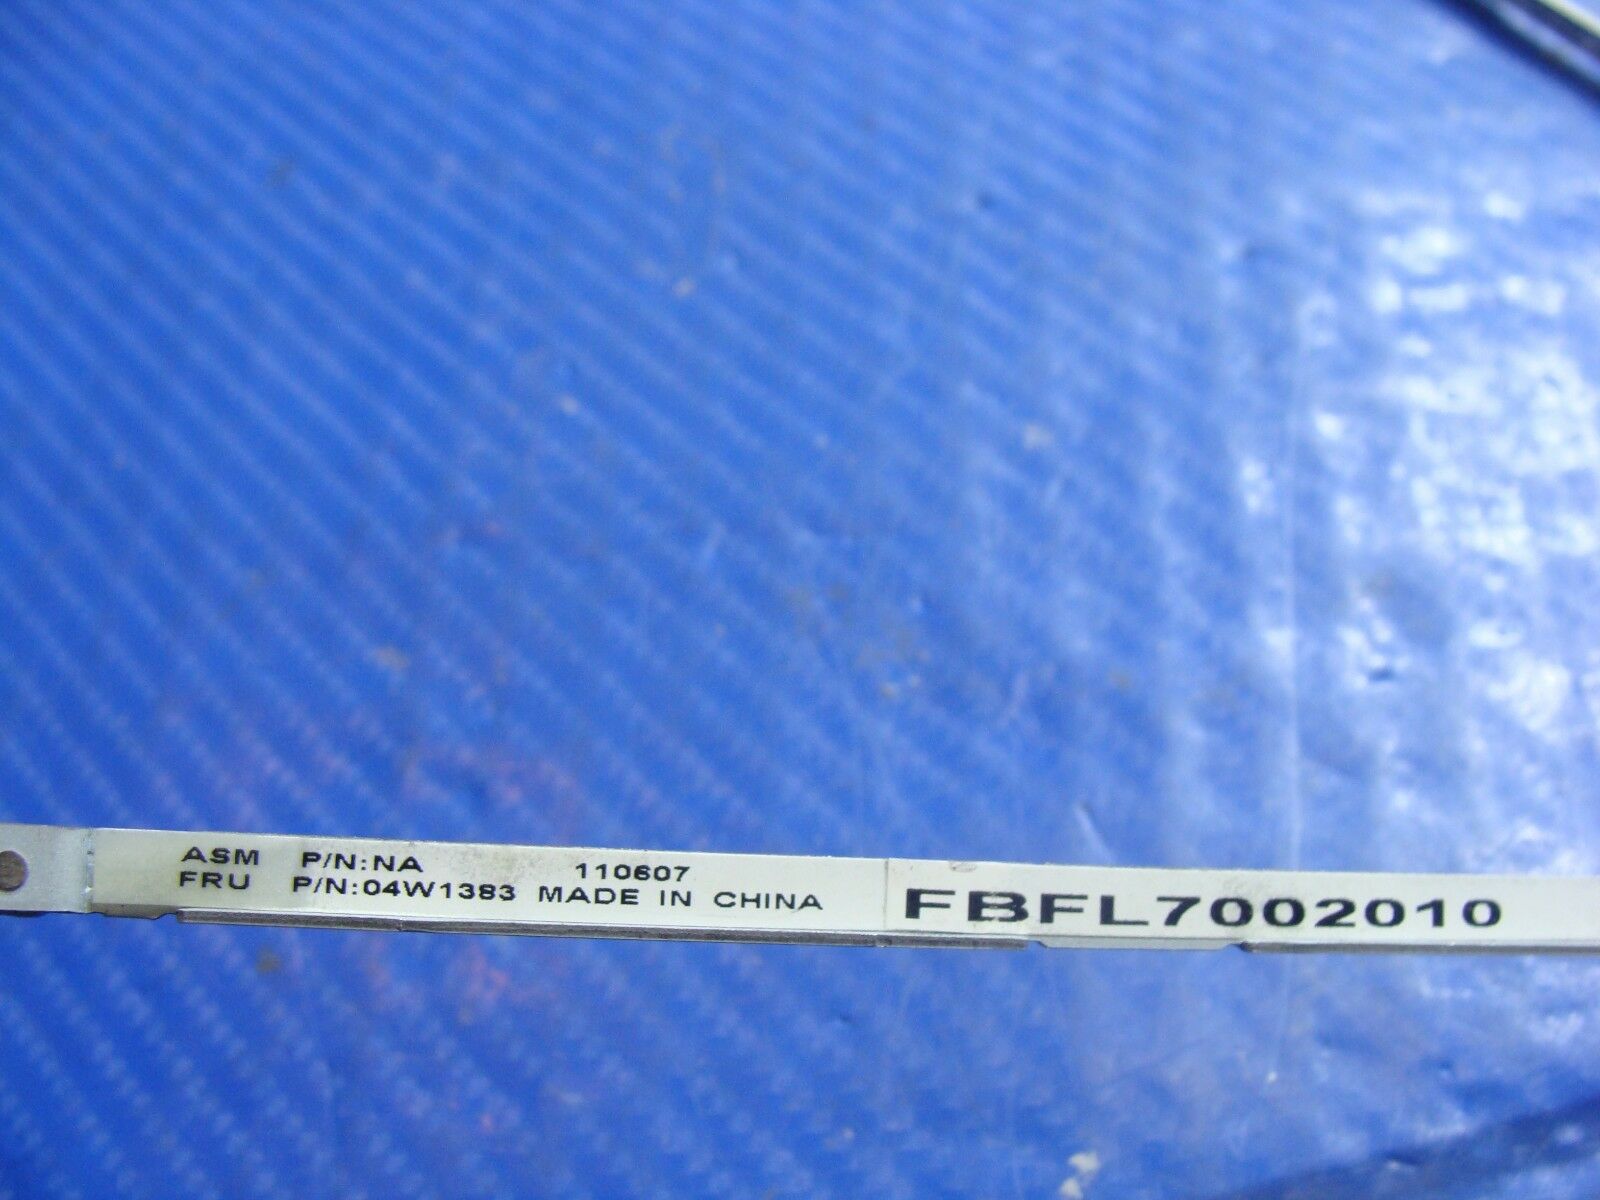 ASM P/N:NA 110607
FRU P/N:04W1383 MADE IN CHINA
FBFL7002010